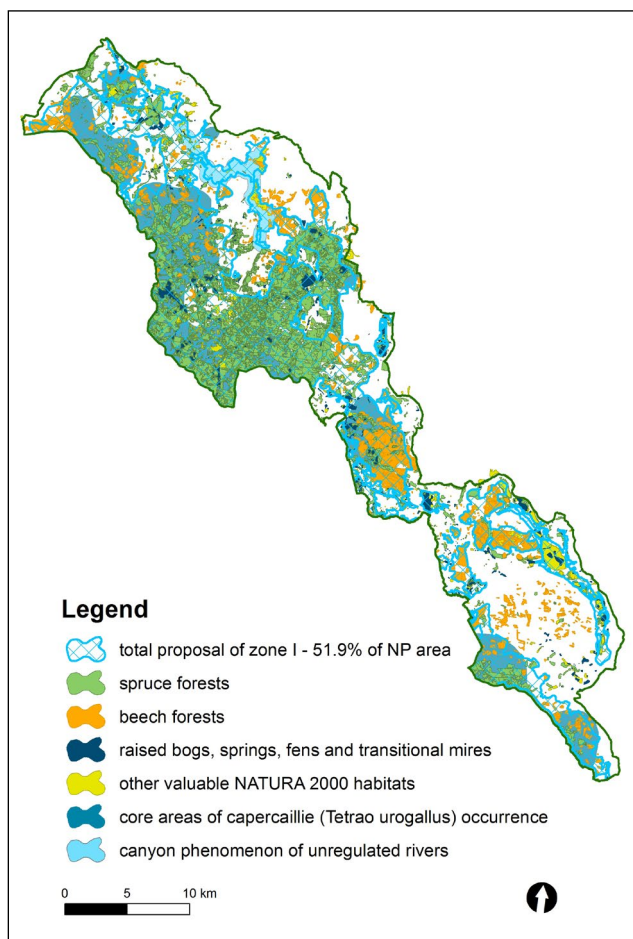 Legend
total proposal of zone I - 51.9% of NP area
spruce forests
beech forests
raised bogs, springs, fens and transitional mires
other valuable NATURA 2000 habitats
core areas of capercaillie (Tetrao urogallus) occurrence
canyon phenomenon of unregulated rivers
0 5 10 km